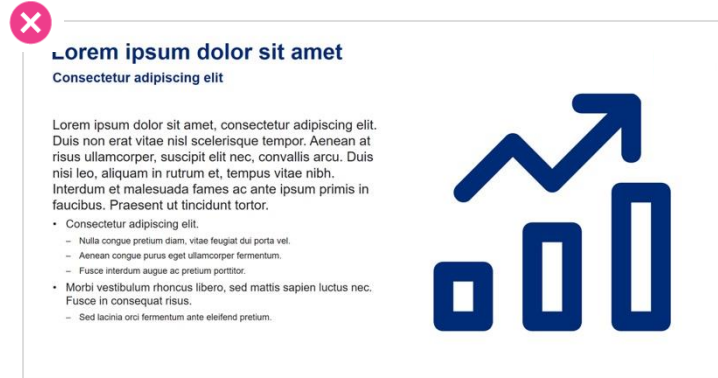 Lorem ipsum dolor sit amet
Consectetur adipiscing elit
Lorem ipsum dolor sit amet, consectetur adipiscing elit.
Duis non erat vitae nisl scelerisque tempor. Aenean at
risus ullamcorper, suscipit elit nec, convallis arcu. Duis
nisi leo, aliquam in rutrum et, tempus vitae nibh.
Interdum et malesuada fames ac ante ipsum primis in
faucibus. Praesent ut tincidunt tortor.
• Consectetur adipiscing elit.
– Nulla congue pretium diam, vitae feugiat dui porta vel.
– Aenean congue purus eget ullamcorper fermentum.
– Fusce interdum augue ac pretium porttitor.
• Morbi vestibulum rhoncus libero, sed mattis sapien luctus nec.
Fusce in consequat risus.
– Sed lacinia orci fermentum ante eleifend pretium.